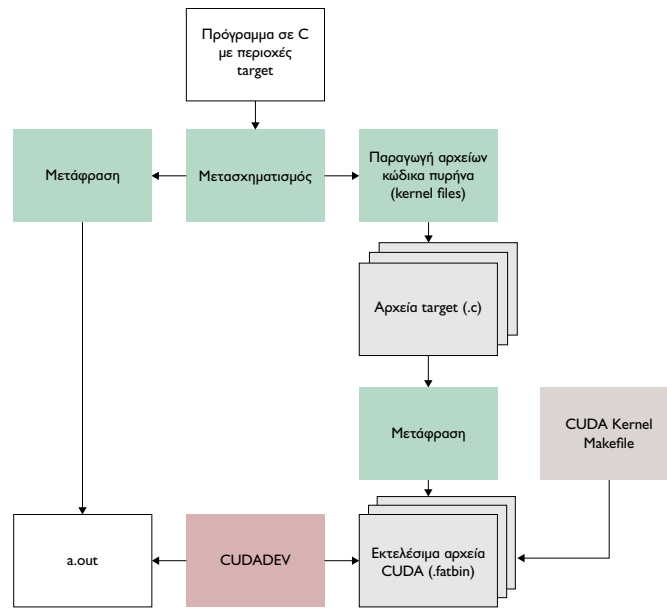 Πρόγραμμα σε C
με περιοχές
target
Μετάφραση
Μετασχηματισμός
Παραγωγή αρχείων
κώδικα πυρήνα
(kernel files)
Αρχεία target (.c)
Μετάφραση
CUDA Kernel
Makefile
a.out
CUDADEV
Εκτελέσιμα αρχεία
CUDA (.fatbin)